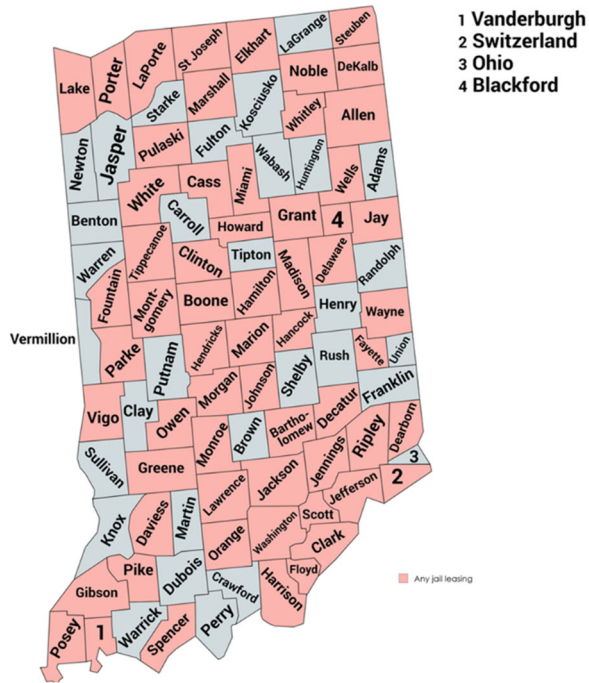 1 Vanderburgh
2 Switzerland
3 Ohio
4 Blackford
Lake
Porter
LaPorte
St Joseph
Elkhart
LaGrange
Steuben
Noble
DeKalb
Starke
Marshall
Kosciusko
Whitley
Allen
Newton
Jasper
Pulaski
Fulton
Wabash
Huntington
Wells
Adams
White
Cass
Miami
Benton
Carroll
Howard
Grant
4
Jay
Warren
Tippecanoe
Clinton
Tipton
Madison
Delaware
Randolph
Fountain
Mont-
gomery
Boone
Hamilton
Henry
Wayne
Vermillion
Parke
Putnam
Hendricks
Marion
Hancock
Rush
Fayette
Union
Shelby
Franklin
Vigo
Clay
Owen
Morgan
Johnson
Monroe
Brown
Bartho-
lomew
Decatur
Ripley
Dearborn
3
Sullivan
Greene
Lawrence
Jackson
Jennings
Jefferson
2
Knox
Daviess
Martin
Orange
Washington
Scott
Clark
Gibson
Pike
Dubois
Crawford
Floyd
Harrison
Any jail leasing
Posey
1
Warrick
Spencer
Perry